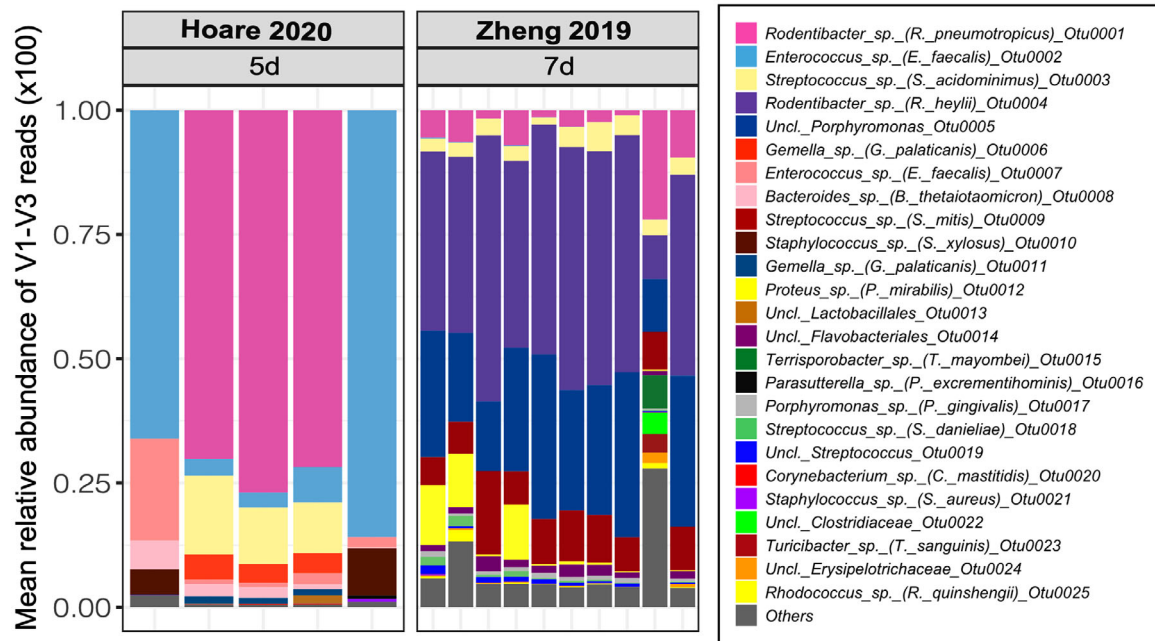 Hoare 2020
Zheng 2019
5d
7d
Mean relative abundance of V1-V3 reads (x100)
1.00
0.75
0.50
0.25
0.00
Rodentibacter_sp._(R._pneumotropicus)_Otu0001
Enterococcus_sp._(E._faecalis)_Otu0002
Streptococcus_sp._(S._acidominimus)_Otu0003
Rodentibacter_sp._(R._heylii)_Otu0004
Uncl._Porphyromonas_Otu0005
Gemella_sp._(G._palaticanis)_Otu0006
Enterococcus_sp._(E._faecalis)_Otu0007
Bacteroides_sp._(B._thetaiotaomicron)_Otu0008
Streptococcus_sp._(S._mitis)_Otu0009
Staphylococcus_sp._(S._xylosus)_Otu0010
Gemella_sp._(G._palaticanis)_Otu0011
Proteus_sp._(P._mirabilis)_Otu0012
Uncl._Lactobacillales_Otu0013
Uncl._Flavobacteriales_Otu0014
Terrisporobacter_sp._(T._mayombei)_Otu0015
Parasutterella_sp._(P._excrementihominis)_Otu0016
Porphyromonas_sp._(P._gingivalis)_Otu0017
Streptococcus_sp._(S._danieliae)_Otu0018
Uncl._Streptococcus_Otu0019
Corynebacterium_sp._(C._mastitidis)_Otu0020
Staphylococcus_sp._(S._aureus)_Otu0021
Uncl._Clostridiaceae_Otu0022
Turicibacter_sp._(T._sanguinis)_Otu0023
Uncl._Erysipelotrichaceae_Otu0024
Rhodococcus_sp._(R._quinshengii)_Otu0025
Others